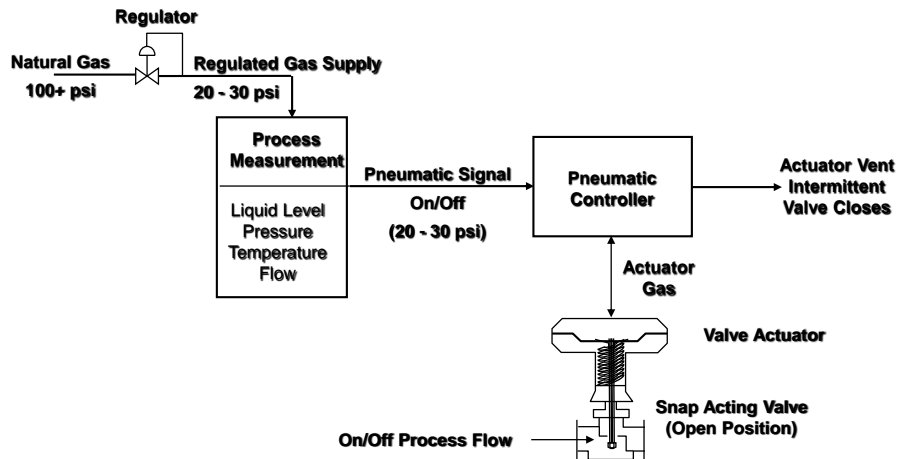 Regulator
Natural Gas
100+ psi
Regulated Gas Supply
20 - 30 psi
Process
Measurement
Liquid Level
Pressure
Temperature
Flow
Pneumatic Signal
On/Off
(20 - 30 psi)
Pneumatic
Controller
Actuator Vent
Intermittent
Valve Closes
Actuator
Gas
Valve Actuator
Snap Acting Valve
(Open Position)
On/Off Process Flow